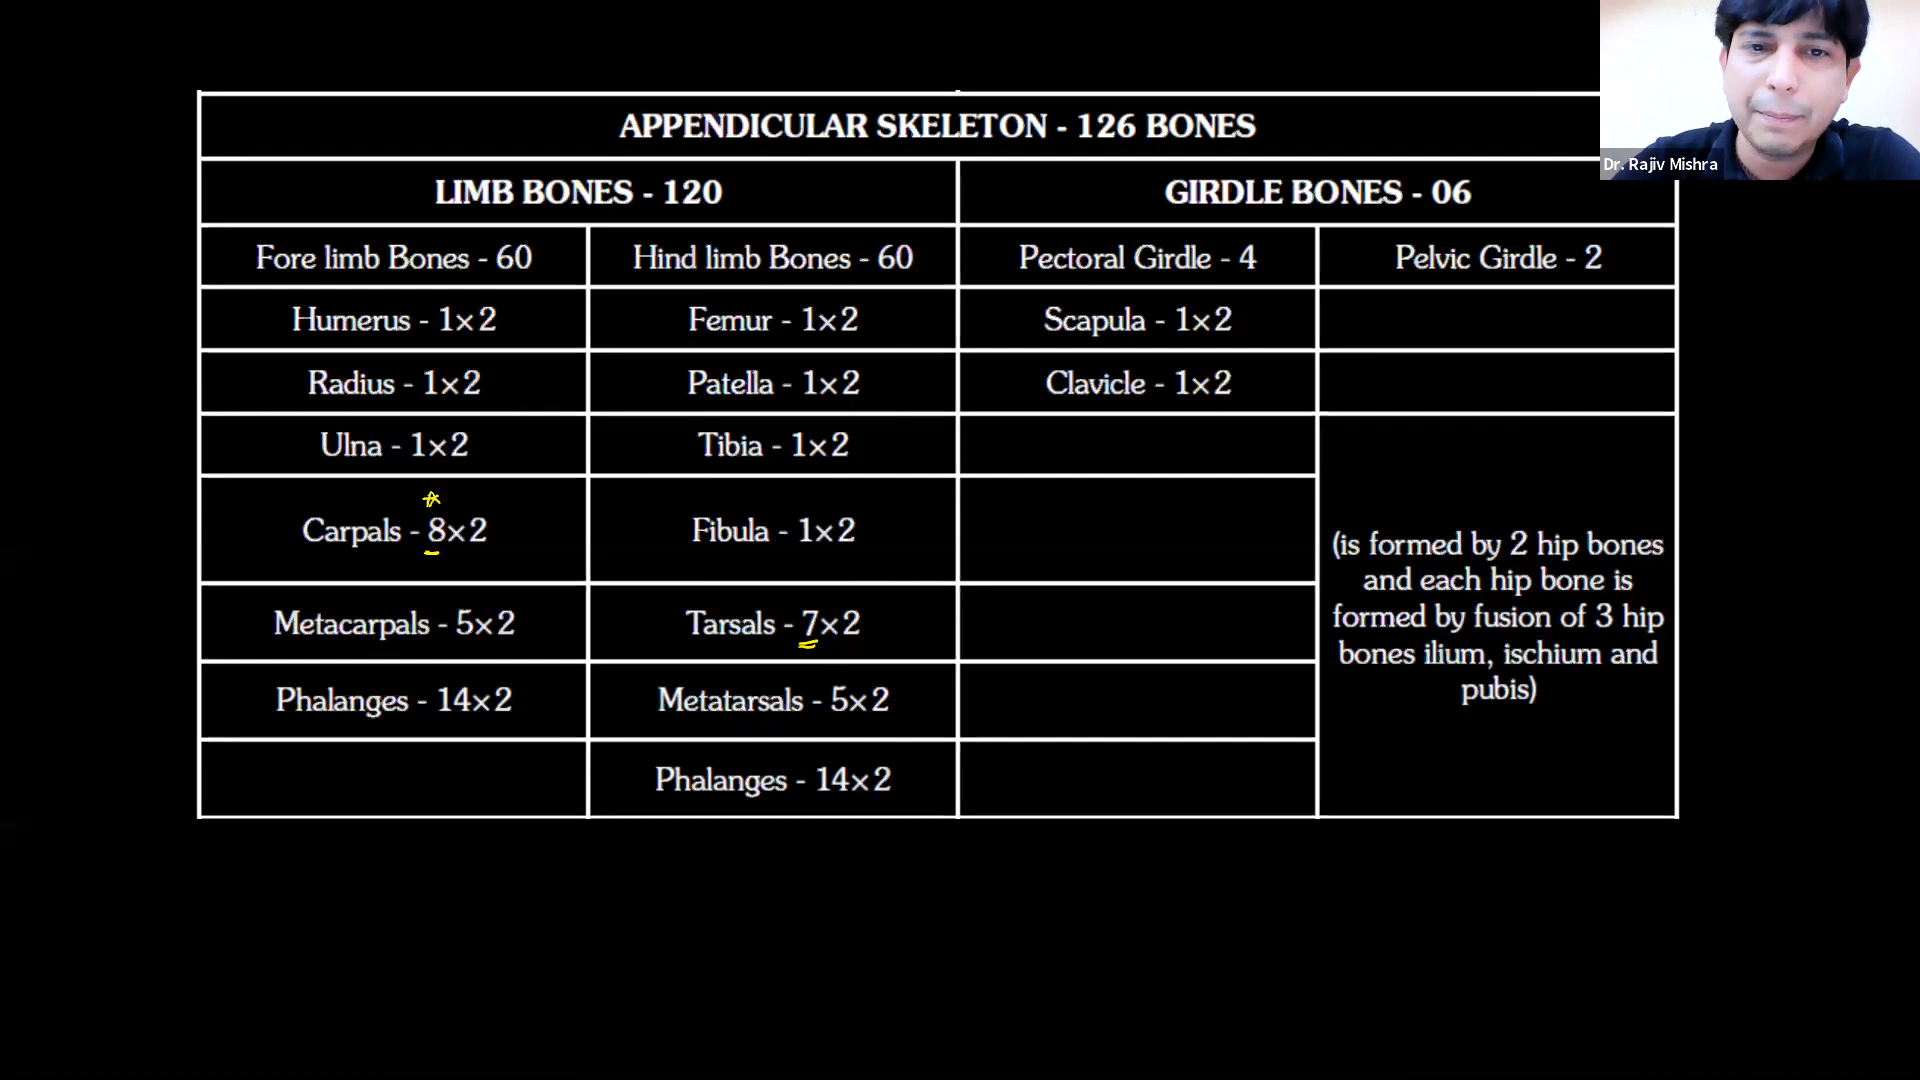 Dr. Rajiv Mishra
APPENDICULAR SKELETON - 126 BONES
LIMB BONES - 120
GIRDLE BONES - 06
Fore limb Bones - 60
Hind limb Bones - 60
Pectoral Girdle - 4
Pelvic Girdle - 2
Humerus - 1×2
Femur - 1×2
Scapula - 1×2
Radius - 1×2
Patella - 1×2
Clavicle - 1×2
Ulna - 1×2
Tibia - 1×2
Carpals - 8×2
Fibula - 1×2
Metacarpals - 5×2
Tarsals - 7×2
Phalanges - 14×2
Metatarsals - 5×2
Phalanges - 14×2
(is formed by 2 hip bones
and each hip bone is
formed by fusion of 3 hip
bones ilium, ischium and
pubis)